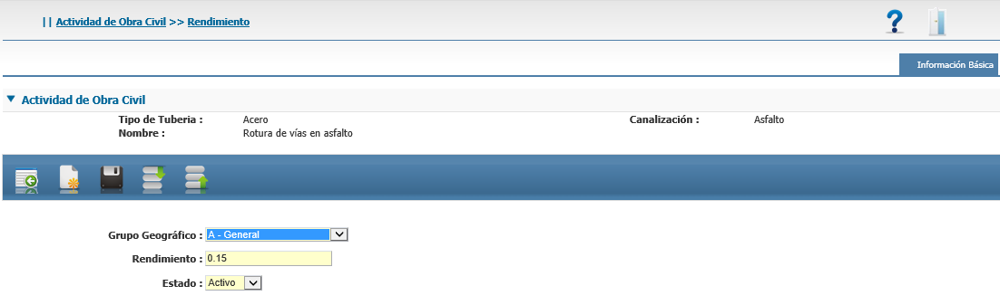 || Actividad de Obra Civil >> Rendimiento
Información Básica
Actividad de Obra Civil
Tipo de Tuberia : Acero Canalización : Asfalto
Nombre : Rotura de vías en asfalto
Grupo Geográfico : A - General
Rendimiento : 0.15
Estado : Activo